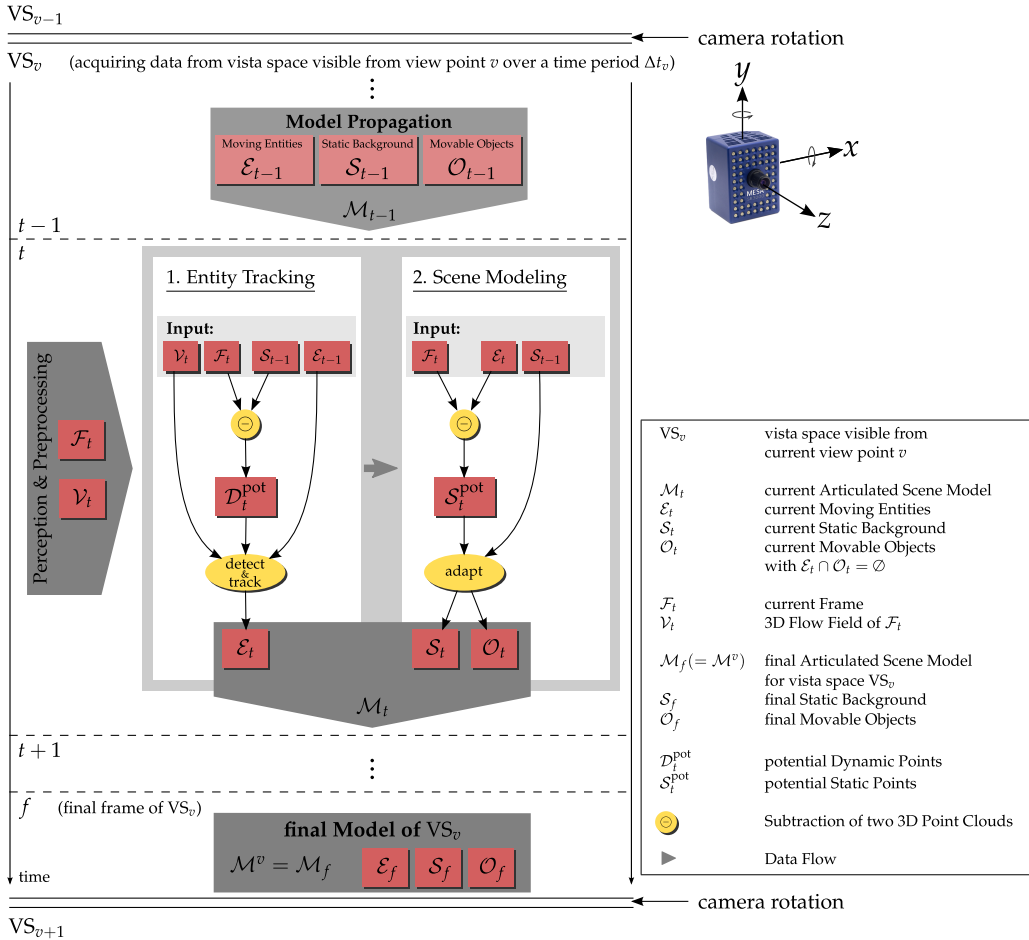 VS_{v−1}
camera rotation
VS_v (acquiring data from vista space visible from view point v over a time period Δt_v)
⋮
Model Propagation
Moving Entities Static Background Movable Objects
ℰ_{t−1} 𝒮_{t−1} 𝒪_{t−1}
ℳ_{t−1}
y
x
z
MESA
t − 1
t
1. Entity Tracking
Input:
𝒱_t ℱ_t 𝒮_{t−1} ℰ_{t−1}
⊖
𝒟_t^{pot}
detect
&
track
ℰ_t
2. Scene Modeling
Input:
ℱ_t ℰ_t 𝒮_{t−1}
⊖
𝒮_t^{pot}
adapt
𝒮_t 𝒪_t
Perception & Preprocessing
ℱ_t
𝒱_t
ℳ_t
t + 1
⋮
f (final frame of VS_v)
final Model of VS_v
ℳ^v = ℳ_f ℰ_f 𝒮_f 𝒪_f
time
camera rotation
VS_{v+1}
VS_v vista space visible from
current view point v
ℳ_t current Articulated Scene Model
ℰ_t current Moving Entities
𝒮_t current Static Background
𝒪_t current Movable Objects
with ℰ_t ∩ 𝒪_t = ∅
ℱ_t current Frame
𝒱_t 3D Flow Field of ℱ_t
ℳ_f(= ℳ^v) final Articulated Scene Model
for vista space VS_v
𝒮_f final Static Background
𝒪_f final Movable Objects
𝒟_t^{pot} potential Dynamic Points
𝒮_t^{pot} potential Static Points
⊖ Subtraction of two 3D Point Clouds
Data Flow